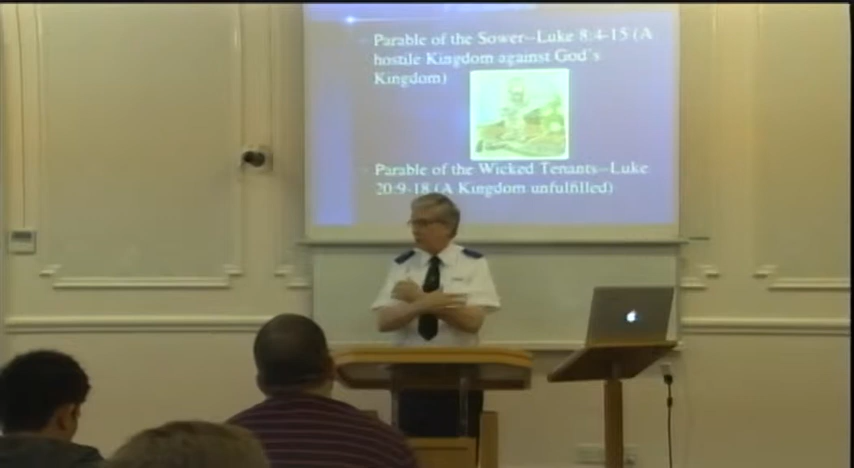 Parable of the Sower--Luke 8:4-15 (A
hostile Kingdom against God's
Kingdom)
Parable of the Wicked Tenants--Luke
20:9-18 (A Kingdom unfulfilled)